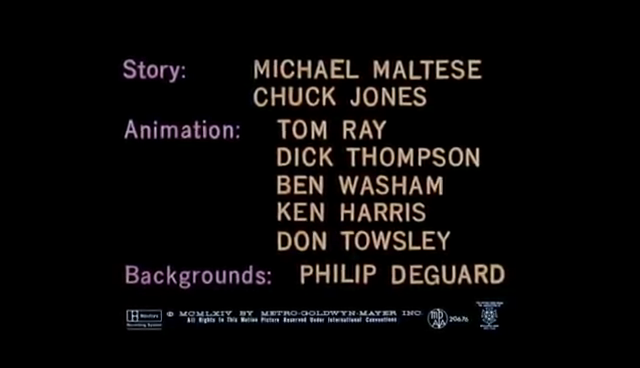 Story: MICHAEL MALTESE
CHUCK JONES
Animation: TOM RAY
DICK THOMPSON
BEN WASHAM
KEN HARRIS
DON TOWSLEY
Backgrounds: PHILIP DEGUARD
© MCMLXIV BY METRO-GOLDWYN-MAYER INC.
All Rights In This Motion Picture Reserved Under International Conventions